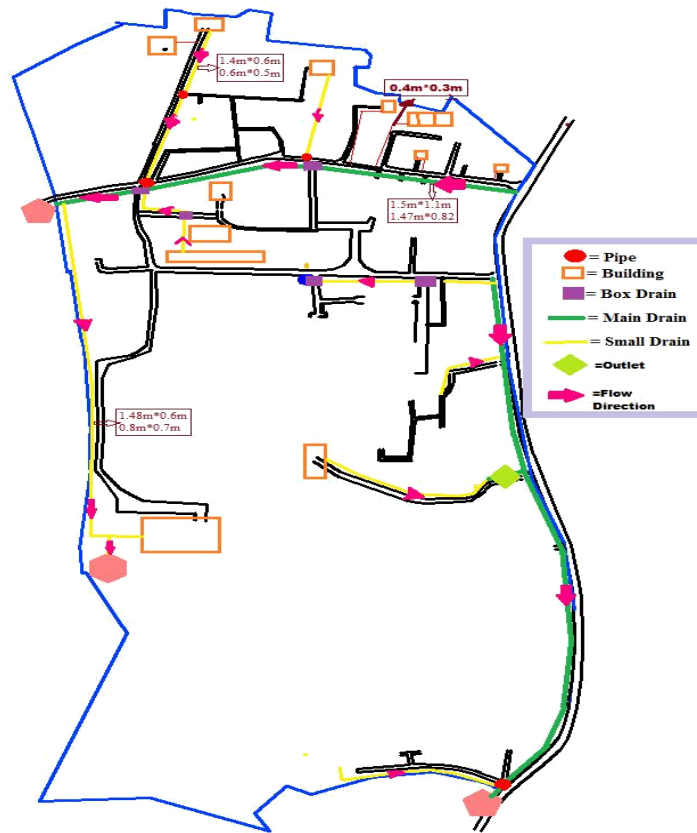 1.4m*0.6m
0.6m*0.5m
0.4m*0.3m
1.5m*1.1m
1.47m*0.82
= Pipe
= Building
= Box Drain
= Main Drain
= Small Drain
=Outlet
=Flow
Direction
1.48m*0.6m
0.8m*0.7m